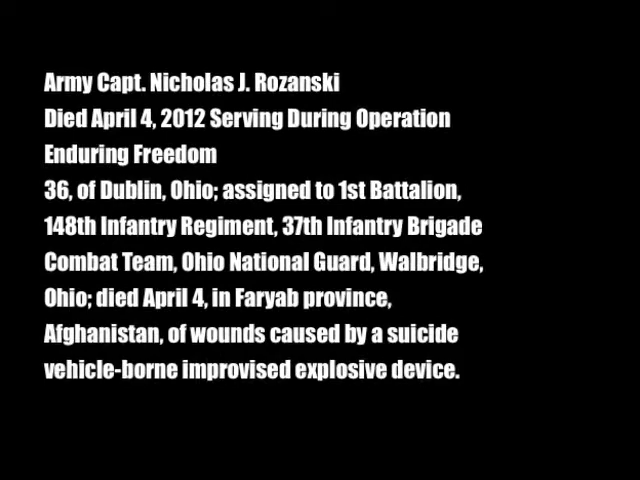 Army Capt. Nicholas J. Rozanski
Died April 4, 2012 Serving During Operation
Enduring Freedom
36, of Dublin, Ohio; assigned to 1st Battalion,
148th Infantry Regiment, 37th Infantry Brigade
Combat Team, Ohio National Guard, Walbridge,
Ohio; died April 4, in Faryab province,
Afghanistan, of wounds caused by a suicide
vehicle-borne improvised explosive device.